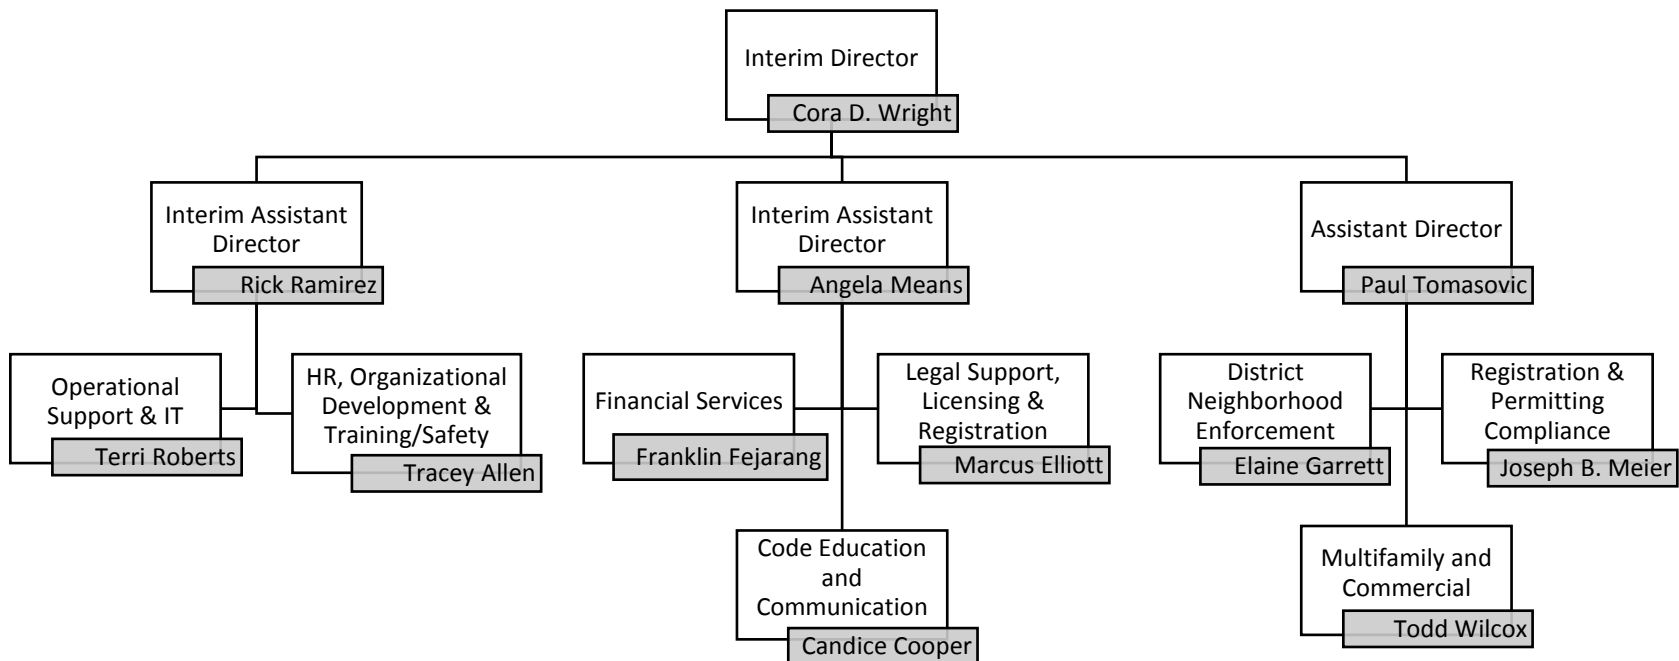 Interim Director
Cora D. Wright
Interim Assistant
Director
Rick Ramirez
Interim Assistant
Director
Angela Means
Assistant Director
Paul Tomasovic
Operational
Support & IT
Terri Roberts
HR, Organizational
Development &
Training/Safety
Tracey Allen
Financial Services
Franklin Fejarang
Legal Support,
Licensing &
Registration
Marcus Elliott
District
Neighborhood
Enforcement
Elaine Garrett
Registration &
Permitting
Compliance
Joseph B. Meier
Code Education
and
Communication
Candice Cooper
Multifamily and
Commercial
Todd Wilcox